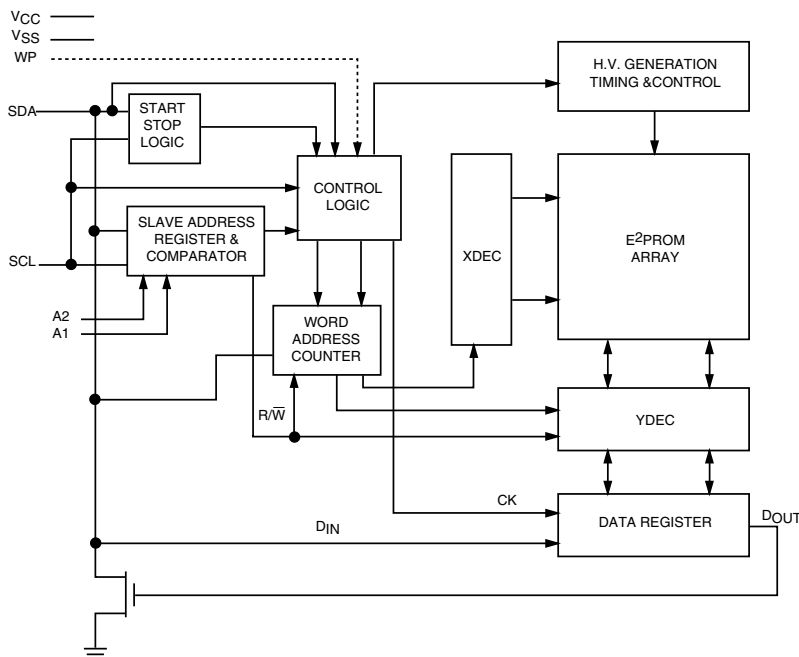 VCC
VSS
WP
H.V. GENERATION
TIMING &CONTROL
SDA
START
STOP
LOGIC
CONTROL
LOGIC
SLAVE ADDRESS
REGISTER &
COMPARATOR
XDEC
E²PROM
ARRAY
SCL
A2
A1
WORD
ADDRESS
COUNTER
R/W̅
YDEC
CK
DIN
DATA REGISTER
DOUT